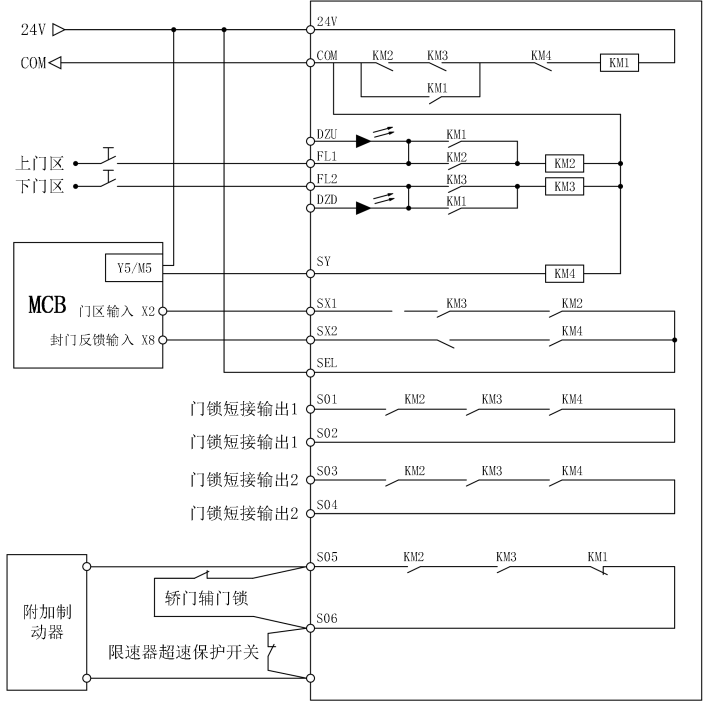 24V
24V
COM
COM
KM2
KM3
KM4
KM1
KM1
DZU
KM1
上门区
FL1
KM2
KM2
下门区
FL2
KM3
KM3
DZD
KM1
Y5/M5
SY
KM4
MCB
门区输入 X2
SX1
KM3
KM2
封门反馈输入 X8
SX2
KM4
SEL
门锁短接输出1
S01
KM2
KM3
KM4
门锁短接输出1
S02
门锁短接输出2
S03
KM2
KM3
KM4
门锁短接输出2
S04
S05
KM2
KM3
KM1
轿门辅门锁
附加制
动器
S06
限速器超速保护开关